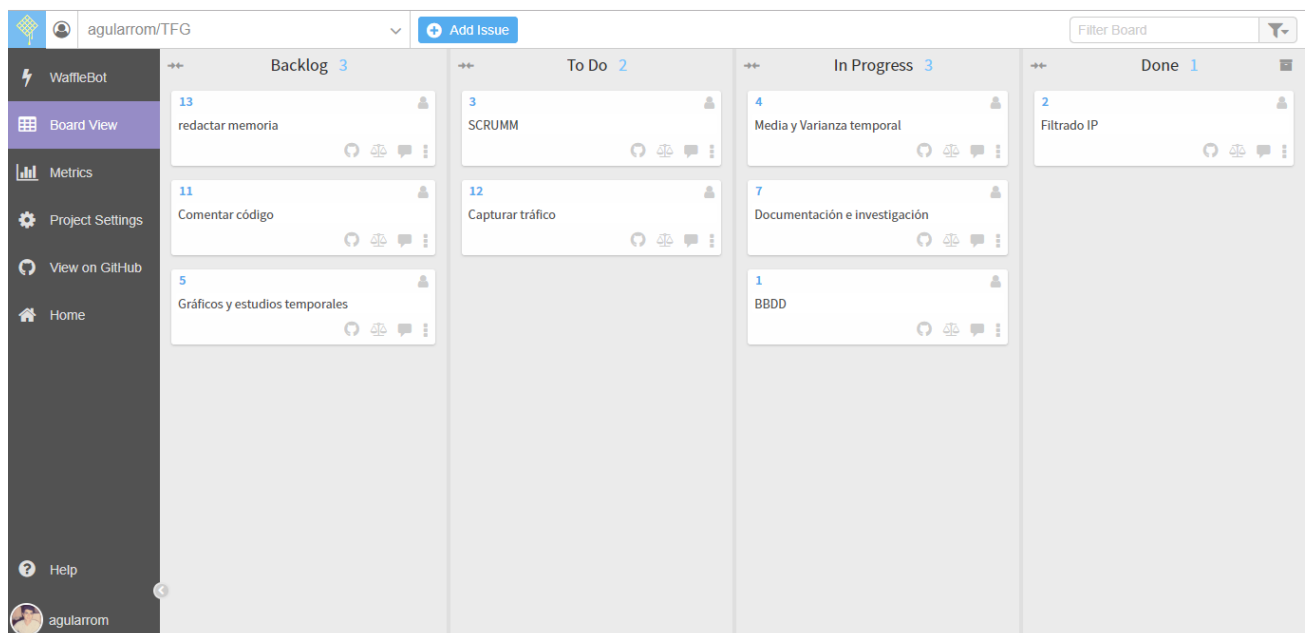 agularrom/TFG
Add Issue
Filter Board
WaffleBot
Board View
Metrics
Project Settings
View on GitHub
Home
Help
agularrom
Backlog 3
13
redactar memoria
11
Comentar código
5
Gráficos y estudios temporales
To Do 2
3
SCRUMM
12
Capturar tráfico
In Progress 3
4
Media y Varianza temporal
7
Documentación e investigación
1
BBDD
Done 1
2
Filtrado IP